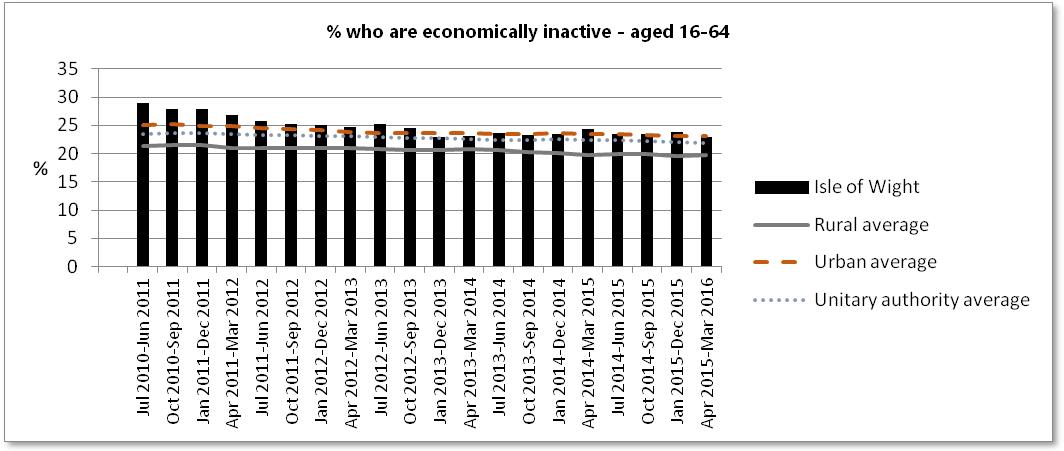 % who are economically inactive - aged 16-64
35
30
25
20
15
10
5
0
%
Jul 2010-Jun 2011
Oct 2010-Sep 2011
Jan 2011-Dec 2011
Apr 2011-Mar 2012
Jul 2011-Jun 2012
Oct 2011-Sep 2012
Jan 2012-Dec 2012
Apr 2012-Mar 2013
Jul 2012-Jun 2013
Oct 2012-Sep 2013
Jan 2013-Dec 2013
Apr 2013-Mar 2014
Jul 2013-Jun 2014
Oct 2013-Sep 2014
Jan 2014-Dec 2014
Apr 2014-Mar 2015
Jul 2014-Jun 2015
Oct 2014-Sep 2015
Jan 2015-Dec 2015
Apr 2015-Mar 2016
Isle of Wight
Rural average
Urban average
Unitary authority average